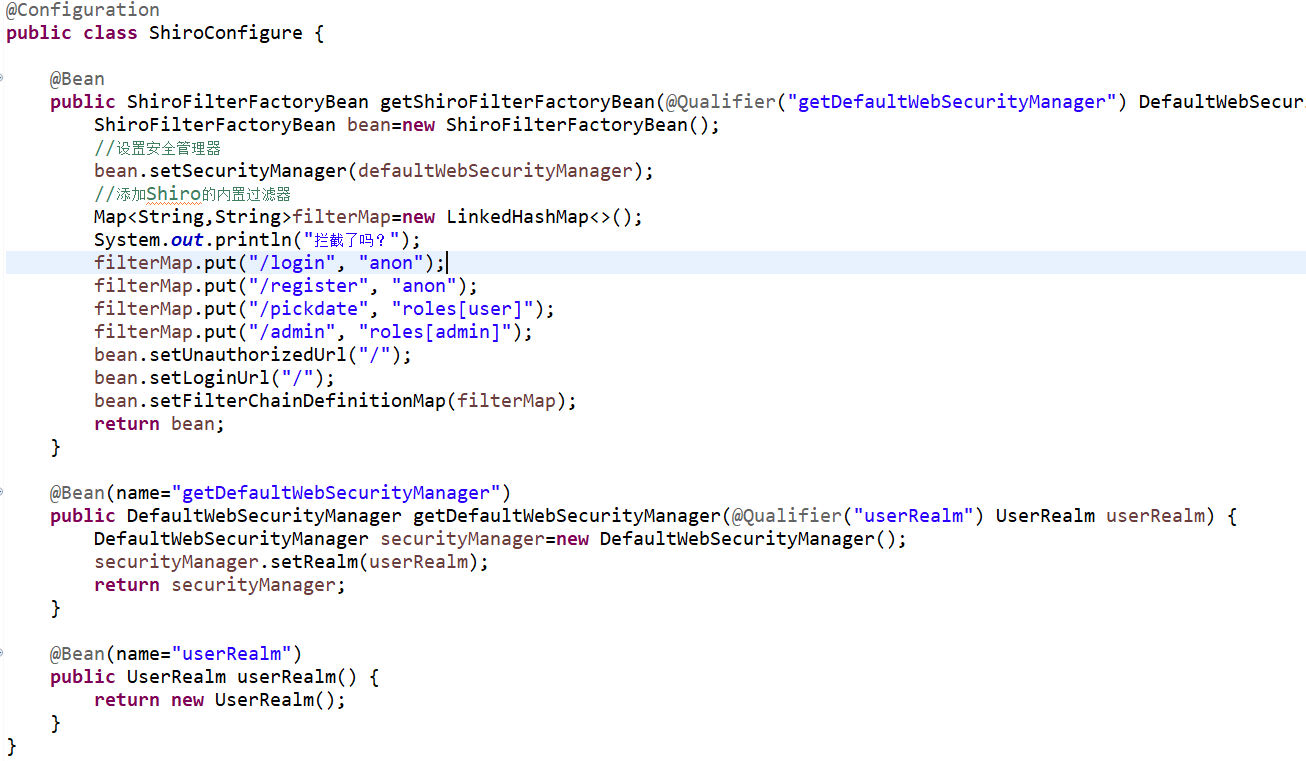 @Configuration
public class ShiroConfigure {
@Bean
public ShiroFilterFactoryBean getShiroFilterFactoryBean(@Qualifier("getDefaultWebSecurityManager") DefaultWebSecuri
ShiroFilterFactoryBean bean=new ShiroFilterFactoryBean();
//设置安全管理器
bean.setSecurityManager(defaultWebSecurityManager);
//添加Shiro的内置过滤器
Map<String,String>filterMap=new LinkedHashMap<>();
System.out.println("拦截了吗？");
filterMap.put("/login", "anon");
filterMap.put("/register", "anon");
filterMap.put("/pickdate", "roles[user]");
filterMap.put("/admin", "roles[admin]");
bean.setUnauthorizedUrl("/");
bean.setLoginUrl("/");
bean.setFilterChainDefinitionMap(filterMap);
return bean;
}
@Bean(name="getDefaultWebSecurityManager")
public DefaultWebSecurityManager getDefaultWebSecurityManager(@Qualifier("userRealm") UserRealm userRealm) {
DefaultWebSecurityManager securityManager=new DefaultWebSecurityManager();
securityManager.setRealm(userRealm);
return securityManager;
}
@Bean(name="userRealm")
public UserRealm userRealm() {
return new UserRealm();
}
}